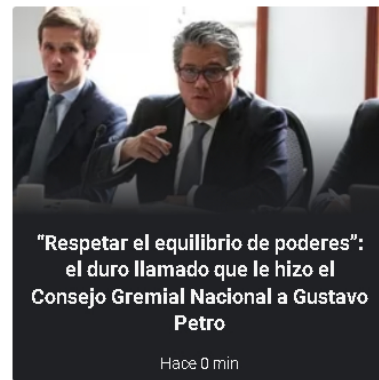 “Respetar el equilibrio de poderes”:
el duro llamado que le hizo el
Consejo Gremial Nacional a Gustavo
Petro
Hace 0 min